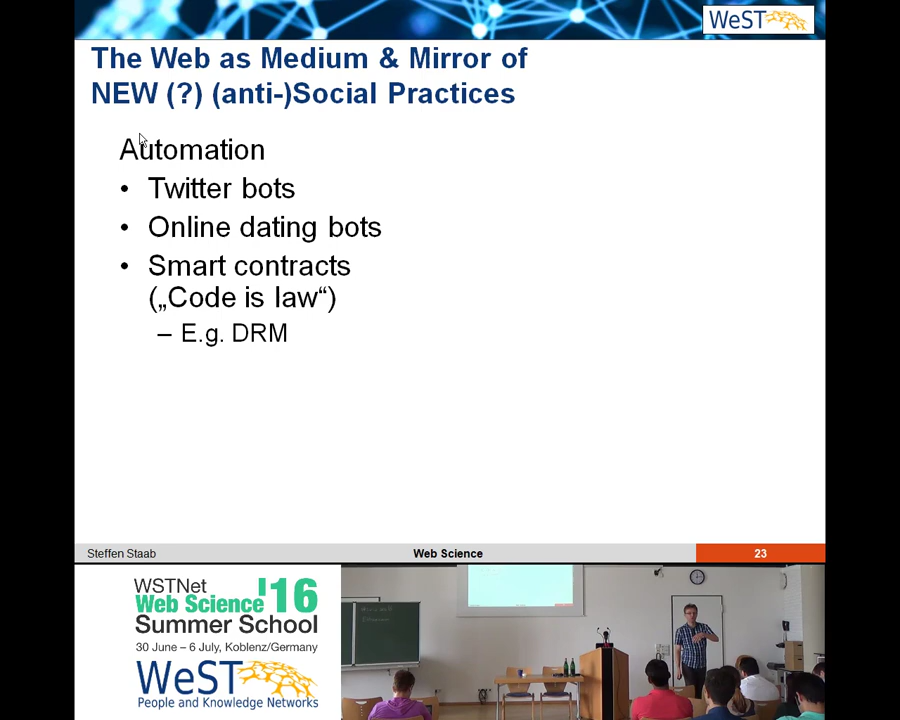 WeST
The Web as Medium & Mirror of
NEW (?) (anti-)Social Practices
Automation
• Twitter bots
• Online dating bots
• Smart contracts
(„Code is law“)
– E.g. DRM
Steffen Staab
Web Science
23
WSTNet
Web Science '16
Summer School
30 June – 6 July, Koblenz/Germany
WeST
People and Knowledge Networks